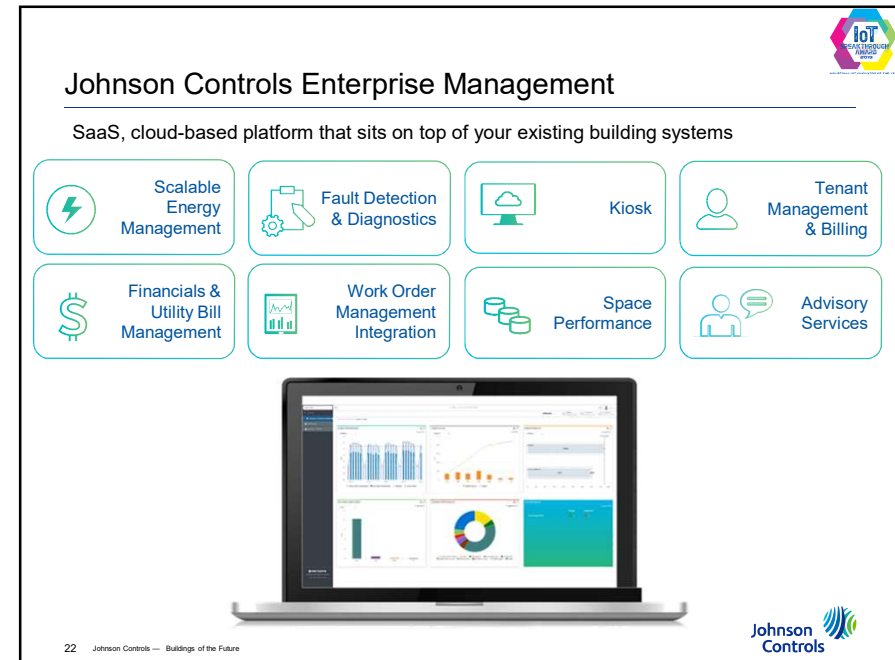 IoT
BREAKTHROUGH
AWARD
Johnson Controls Enterprise Management
SaaS, cloud-based platform that sits on top of your existing building systems
Scalable
Energy
Management
Fault Detection
& Diagnostics
Kiosk
Tenant
Management
& Billing
Financials &
Utility Bill
Management
Work Order
Management
Integration
Space
Performance
Advisory
Services
22 Johnson Controls — Buildings of the Future
Johnson
Controls